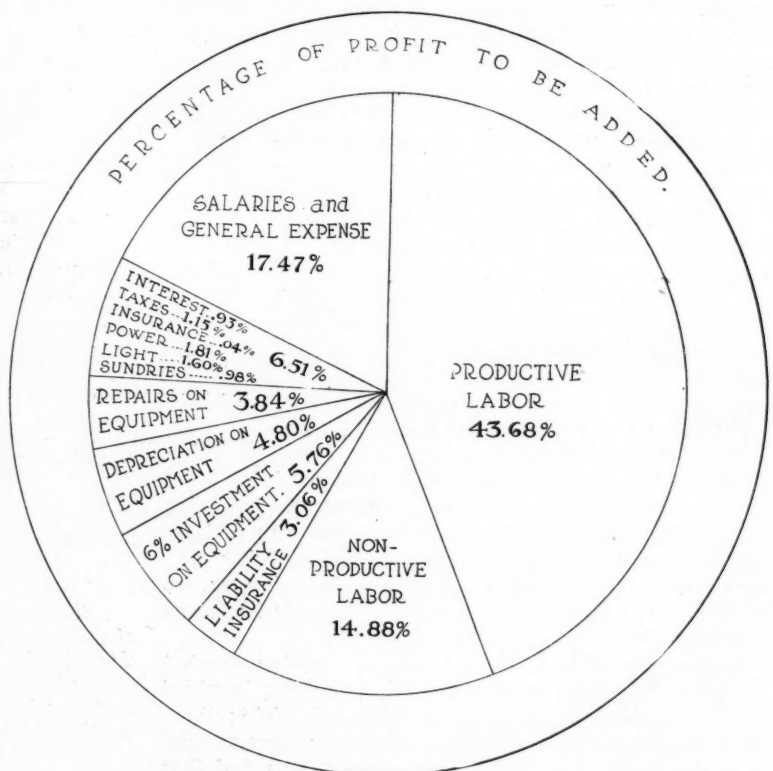 PERCENTAGE OF PROFIT TO BE ADDED.
SALARIES and
GENERAL EXPENSE
17.47%
INTEREST..93%
TAXES...1.15%
INSURANCE....04%
POWER....1.81%
LIGHT....1.60%
SUNDRIES......98%
6.51%
REPAIRS ON
EQUIPMENT
3.84%
DEPRECIATION ON
EQUIPMENT
4.80%
6% INVESTMENT
ON EQUIPMENT.
5.76%
LIABILITY
INSURANCE
3.06%
NON-
PRODUCTIVE
LABOR
14.88%
PRODUCTIVE
LABOR
43.68%